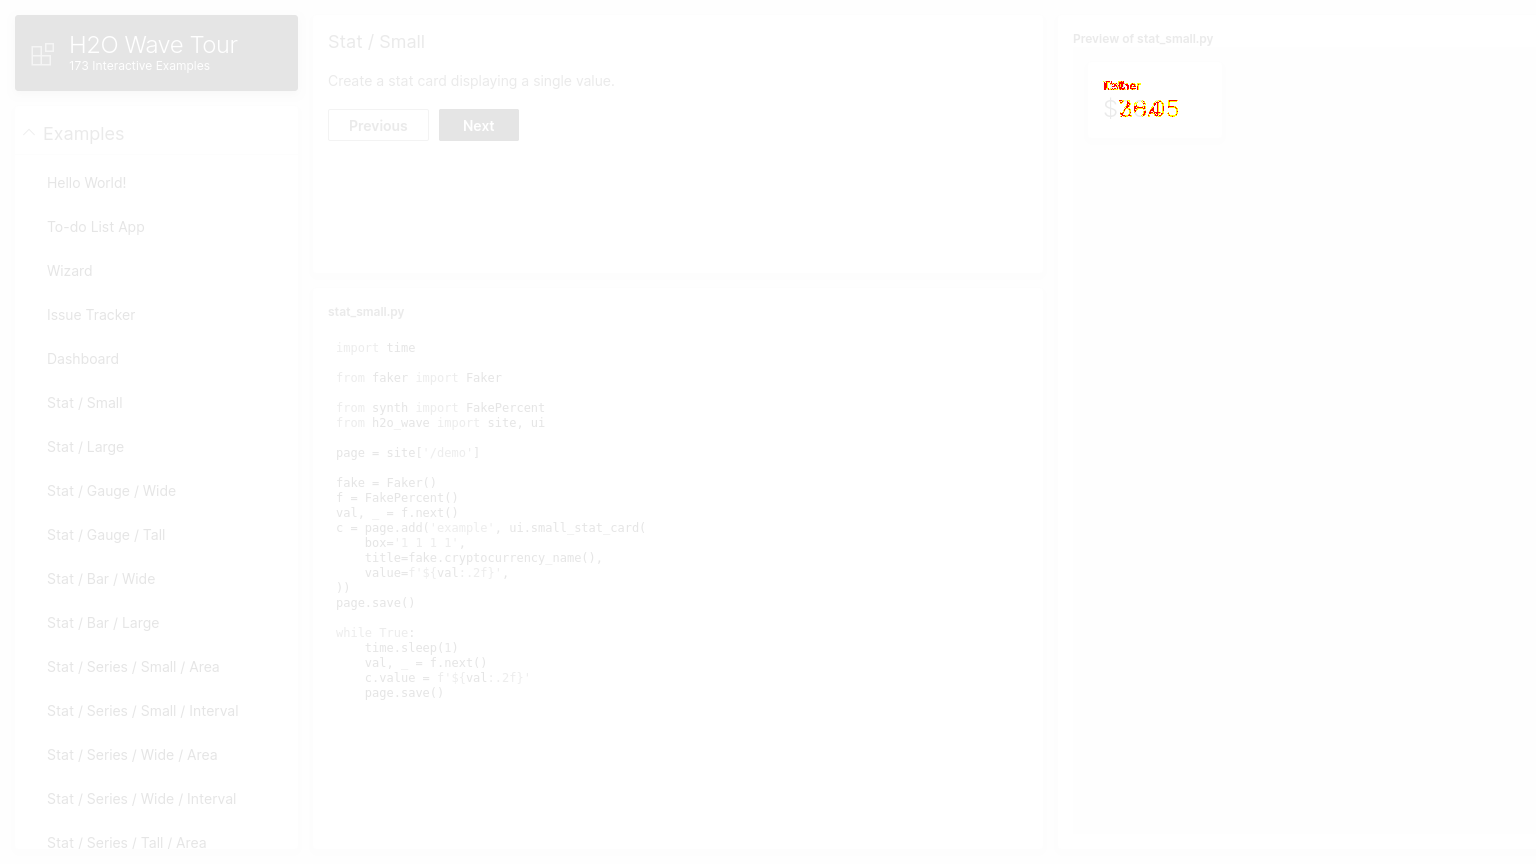 H2O Wave Tour
173 Interactive Examples
Examples
Hello World!
To-do List App
Wizard
Issue Tracker
Dashboard
Stat / Small
Stat / Large
Stat / Gauge / Wide
Stat / Gauge / Tall
Stat / Bar / Wide
Stat / Bar / Large
Stat / Series / Small / Area
Stat / Series / Small / Interval
Stat / Series / Wide / Area
Stat / Series / Wide / Interval
Stat / Series / Tall / Area
Stat / Small
Create a stat card displaying a single value.
Previous
Next
stat_small.py
import time
from faker import Faker
from synth import FakePercent
from h2o_wave import site, ui
page = site['/demo']
fake = Faker()
f = FakePercent()
val, _ = f.next()
c = page.add('example', ui.small_stat_card(
    box='1 1 1 1',
    title=fake.cryptocurrency_name(),
    value=f'${val:.2f}',
))
page.save()
while True:
    time.sleep(1)
    val, _ = f.next()
    c.value = f'${val:.2f}'
    page.save()
Preview of stat_small.py
$